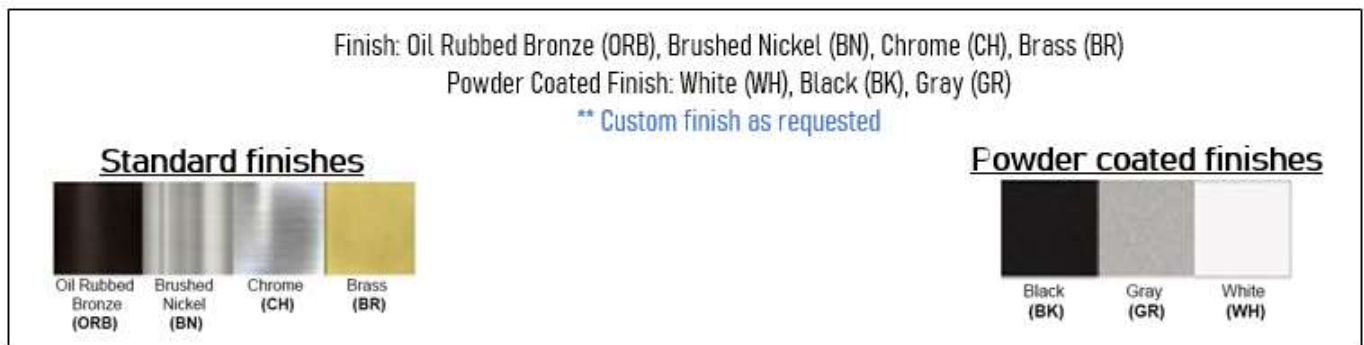 Finish: Oil Rubbed Bronze (ORB), Brushed Nickel (BN), Chrome (CH), Brass (BR)
Powder Coated Finish: White (WH), Black (BK), Gray (GR)
** Custom finish as requested
Standard finishes
Oil Rubbed
Bronze
(ORB)
Brushed
Nickel
(BN)
Chrome
(CH)
Brass
(BR)
Powder coated finishes
Black
(BK)
Gray
(GR)
White
(WH)